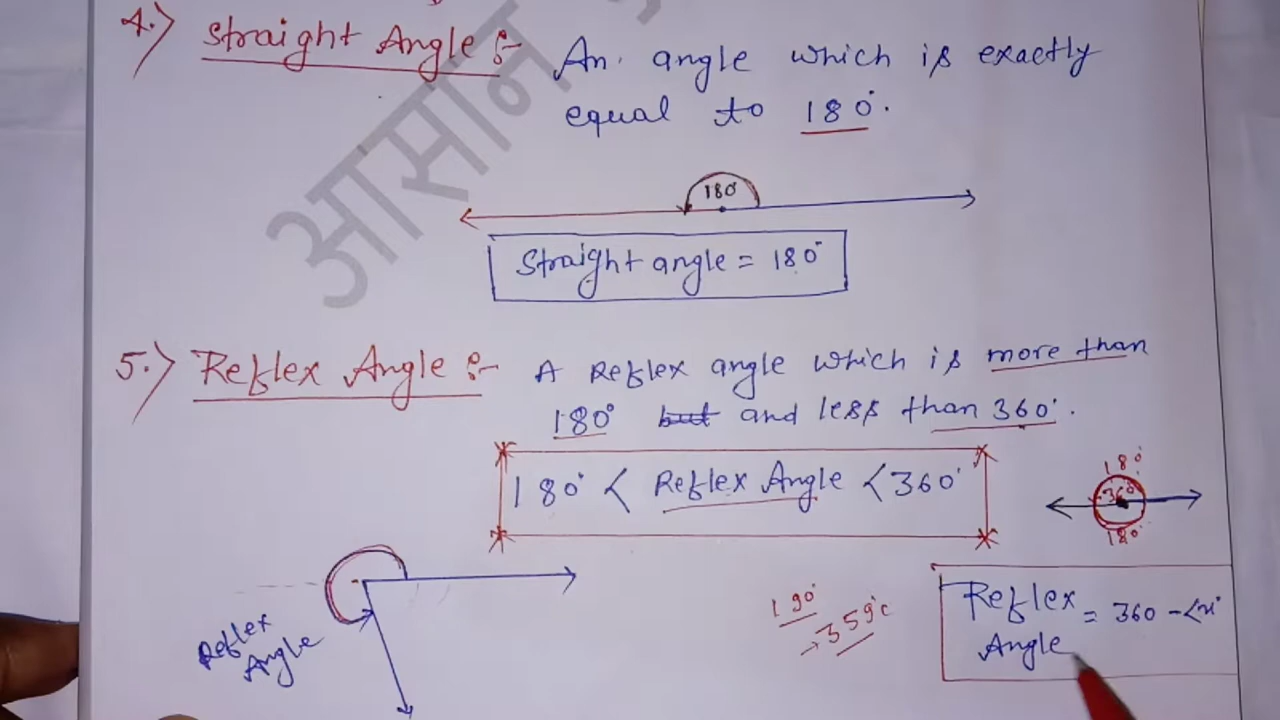 4.) Straight Angle :- An angle which is exactly
equal to 180°.
180°
Straight angle = 180°
आसान
5.) Reflex Angle :- A Reflex angle which is more than
180° but and less than 360°.
180° < Reflex Angle < 360°
180°
360°
180°
Reflex
Angle
190°
→ 359°c
Reflex
Angle = 360 - <x°